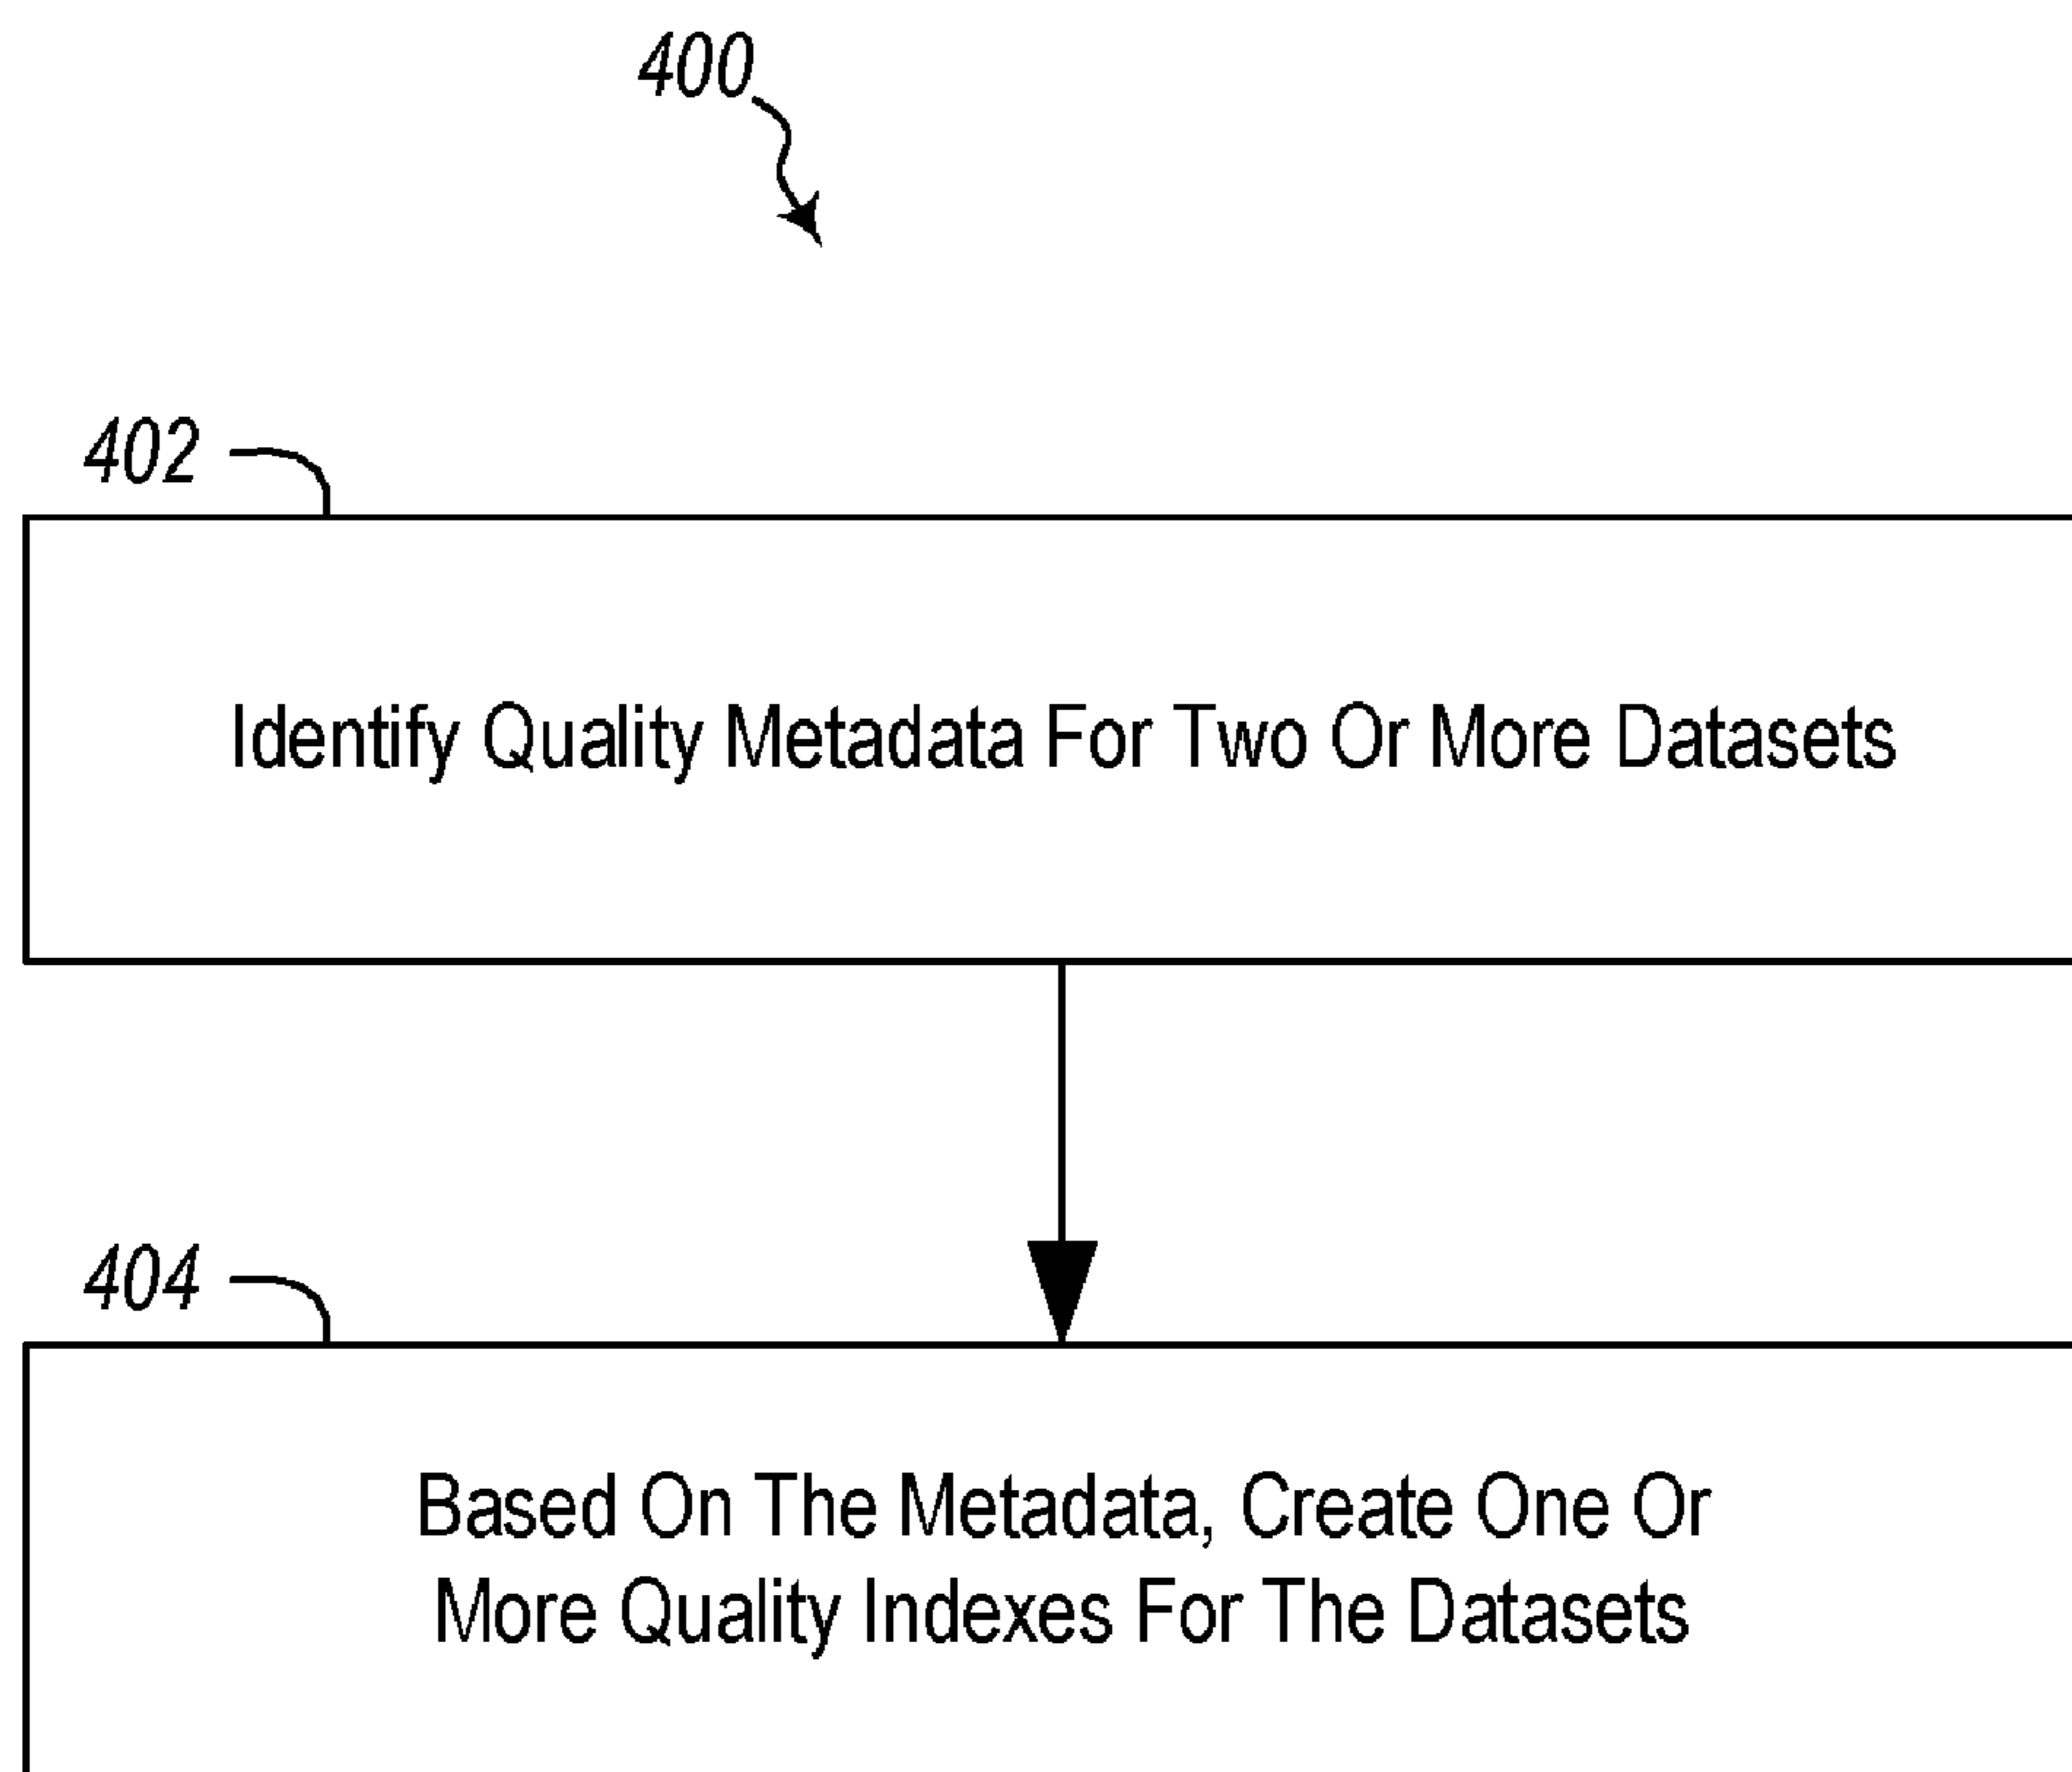 400
402
Identify Quality Metadata For Two Or More Datasets
404
Based On The Metadata, Create One Or
More Quality Indexes For The Datasets